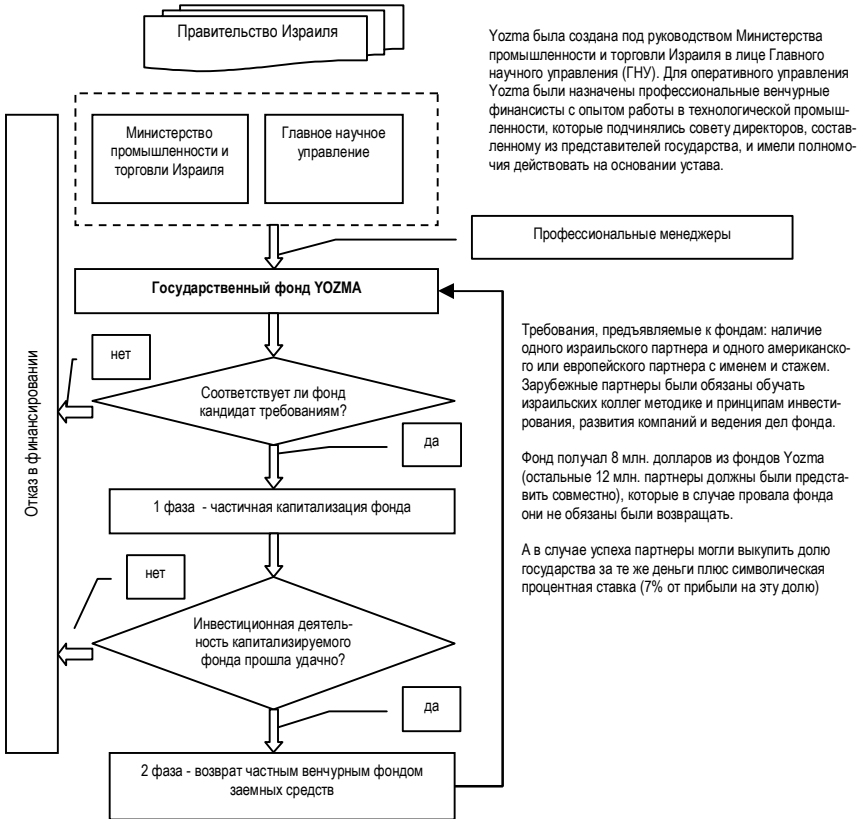 Правительство Израиля
Yozma была создана под руководством Министерства
промышленности и торговли Израиля в лице Главного
научного управления (ГНУ). Для оперативного управления
Yozma были назначены профессиональные венчурные
финансисты с опытом работы в технологической промыш-
ленности, которые подчинялись совету директоров, состав-
ленному из представителей государства, и имели полномо-
чия действовать на основании устава.
Министерство
промышленности и
торговли Израиля
Главное научное
управление
Профессиональные менеджеры
Государственный фонд YOZMA
Отказ в финансировании
нет
Соответствует ли фонд
кандидат требованиям?
да
Требования, предъявляемые к фондам: наличие
одного израильского партнера и одного американско-
го или европейского партнера с именем и стажем.
Зарубежные партнеры были обязаны обучать
израильских коллег методике и принципам инвести-
рования, развития компаний и ведения дел фонда.
Фонд получал 8 млн. долларов из фондов Yozma
(остальные 12 млн. партнеры должны были предста-
вить совместно), которые в случае провала фонда
они не обязаны были возвращать.
А в случае успеха партнеры могли выкупить долю
государства за те же деньги плюс символическая
процентная ставка (7% от прибыли на эту долю)
1 фаза - частичная капитализация фонда
нет
Инвестиционная деятель-
ность капитализируемого
фонда прошла удачно?
да
2 фаза - возврат частным венчурным фондом
заемных средств